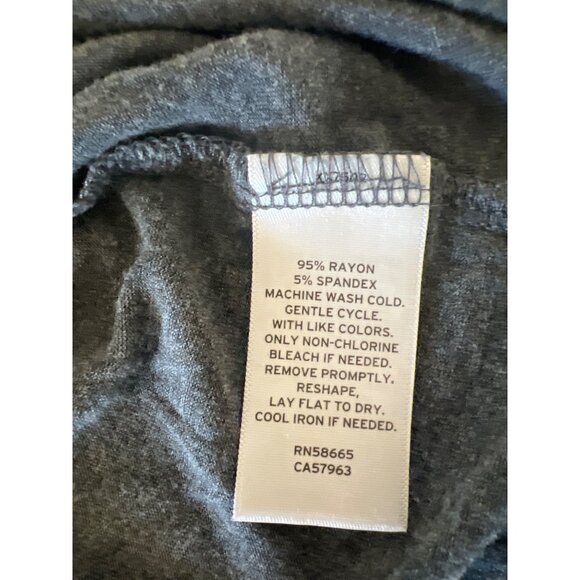 95% RAYON
5% SPANDEX
MACHINE WASH COLD.
GENTLE CYCLE.
WITH LIKE COLORS.
ONLY NON-CHLORINE
BLEACH IF NEEDED.
REMOVE PROMPTLY,
RESHAPE,
LAY FLAT TO DRY.
COOL IRON IF NEEDED.
RN58665
CA57963